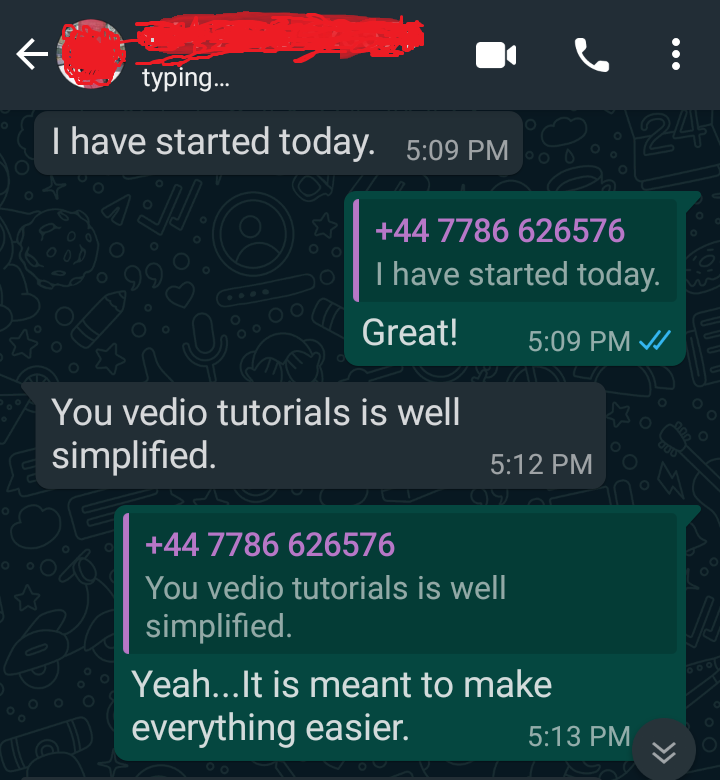 typing...
I have started today.
5:09 PM
+44 7786 626576
I have started today.
Great!
5:09 PM
You vedio tutorials is well
simplified.
5:12 PM
+44 7786 626576
You vedio tutorials is well
simplified.
Yeah...It is meant to make
everything easier.
5:13 PM